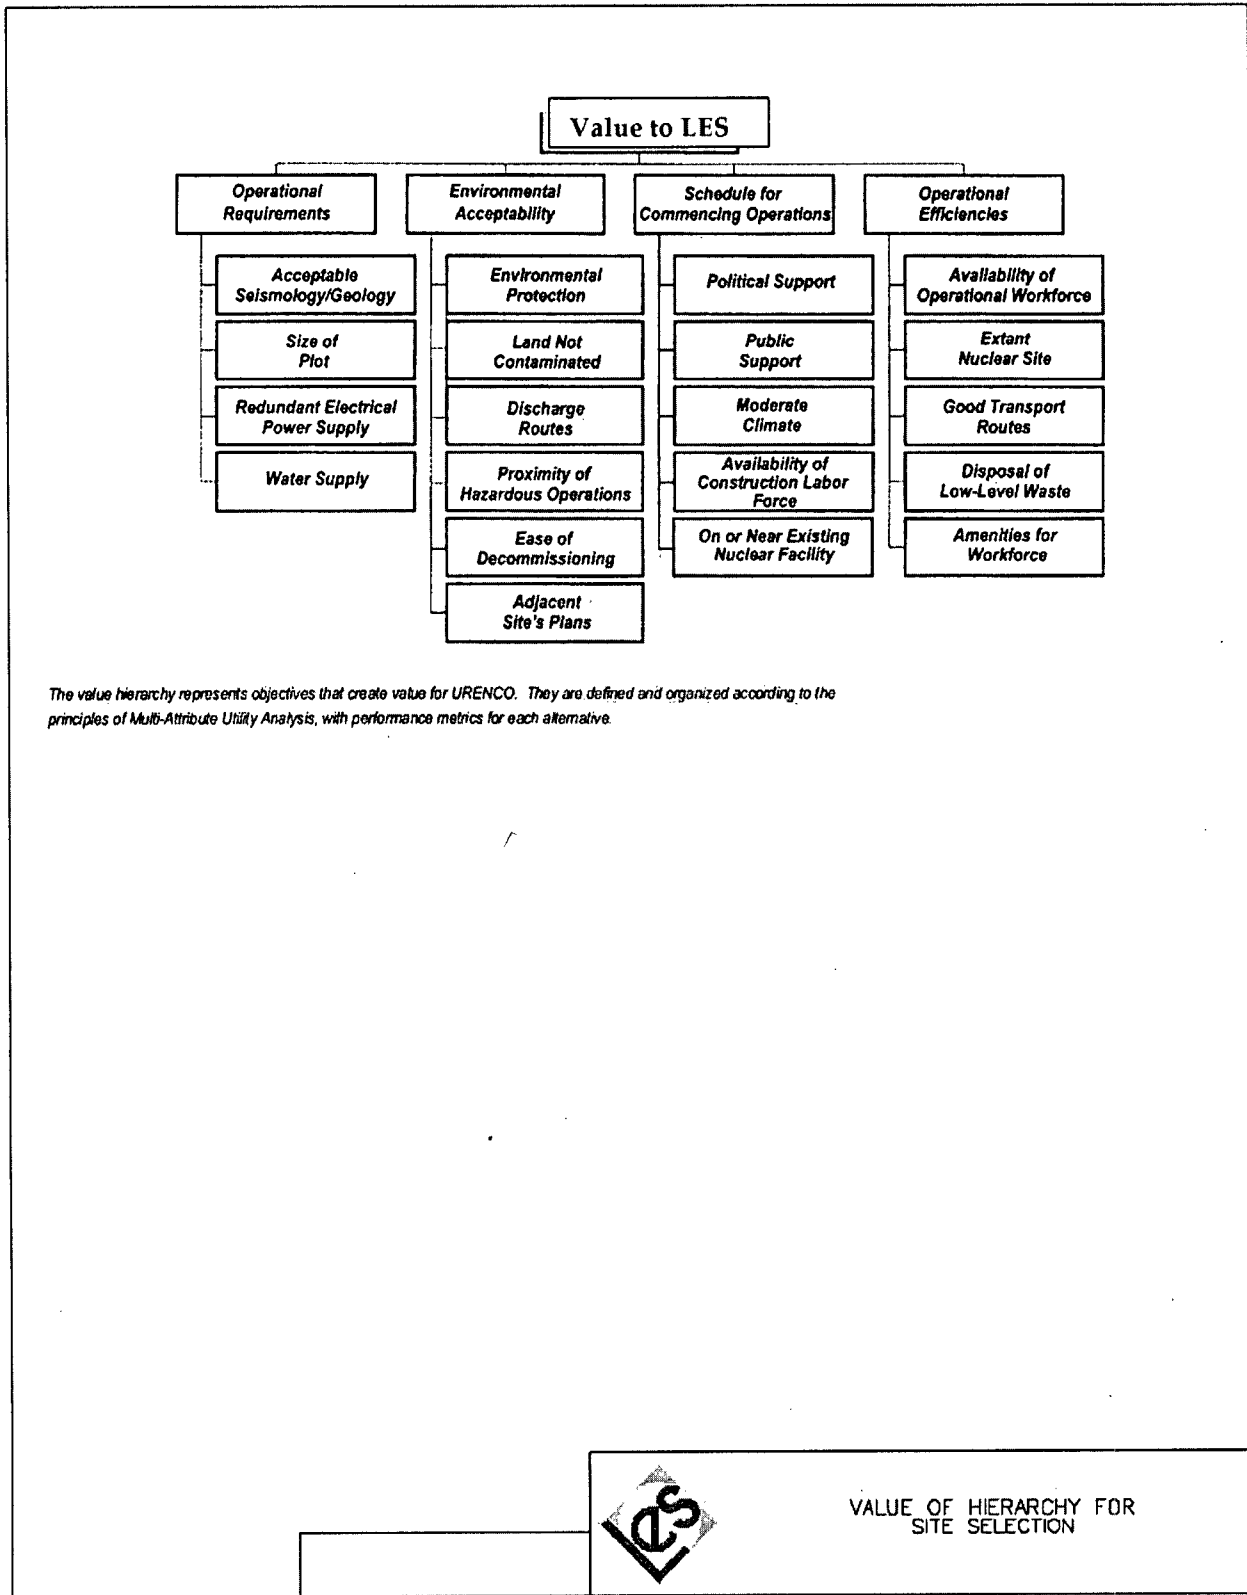 Value to LES
Operational
Requirements
Acceptable
Seismology/Geology
Size of
Plot
Redundant Electrical
Power Supply
Water Supply
Environmental
Acceptability
Environmental
Protection
Land Not
Contaminated
Discharge
Routes
Proximity of
Hazardous Operations
Ease of
Decommissioning
Adjacent
Site's Plans
Schedule for
Commencing Operations
Political Support
Public
Support
Moderate
Climate
Availability of
Construction Labor
Force
On or Near Existing
Nuclear Facility
Operational
Efficiencies
Availability of
Operational Workforce
Extant
Nuclear Site
Good Transport
Routes
Disposal of
Low-Level Waste
Amenities for
Workforce
The value hierarchy represents objectives that create value for URENCO. They are defined and organized according to the
principles of Multi-Attribute Utility Analysis, with performance metrics for each alternative.
Les
VALUE OF HIERARCHY FOR
SITE SELECTION